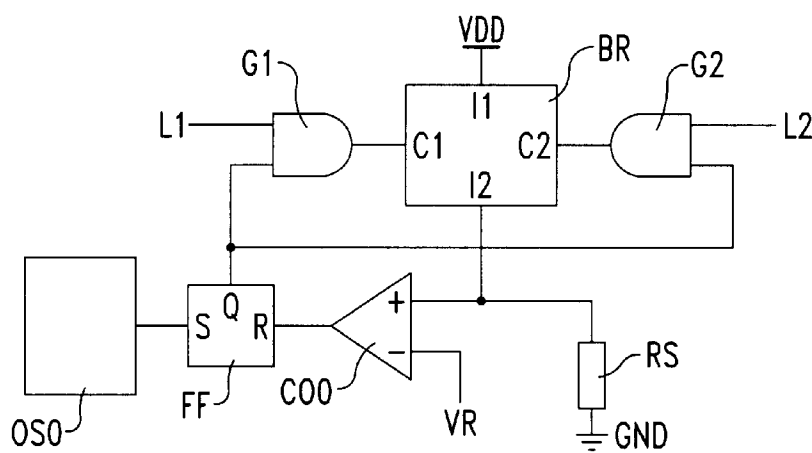 VDD
BR
G1
G2
I1
L1
L2
C1
C2
I2
Q
S
R
+
-
RS
FF
COO
VR
OSO
GND